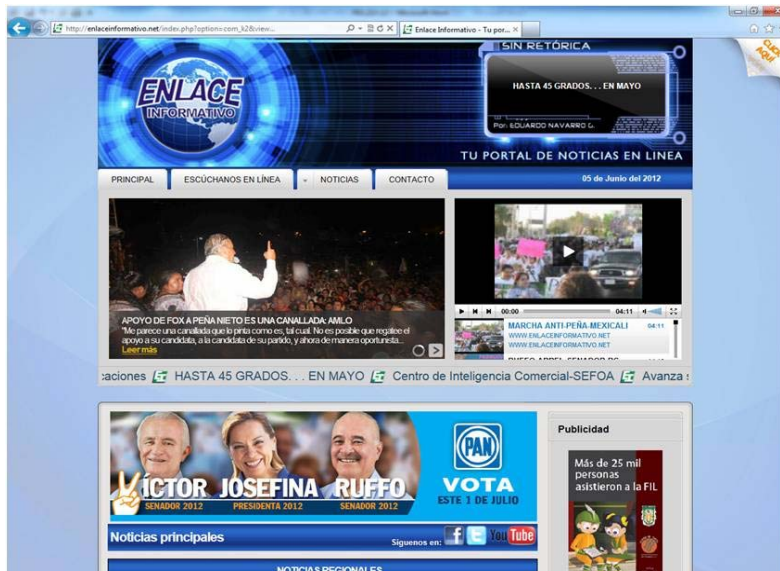 http://enlaceinformativo.net/index.php?option=com_k2&view...
Enlace Informativo - Tu por...
ENLACE
INFORMATIVO
SIN RETÓRICA
HASTA 45 GRADOS. . . EN MAYO
Por: EDUARDO NAVARRO G.
TU PORTAL DE NOTICIAS EN LINEA
PRINCIPAL
ESCÚCHANOS EN LÍNEA
NOTICIAS
CONTACTO
05 de Junio del 2012
APOYO DE FOX A PEÑA NIETO ES UNA CANALLADA: AMLO
"Me parece una canallada que lo pinta como es, tal cual. No es posible que regatee el
apoyo a su candidata, a la candidata de su partido, y ahora de manera oportunista...
Leer más
00:00
04:11
MARCHA ANTI-PEÑA-MEXICALI
04:11
WWW.ENLACEINFORMATIVO.NET
WWW.ENLACEINFORMATIVO.NET
caciones
HASTA 45 GRADOS. . . EN MAYO
Centro de Inteligencia Comercial-SEFOA
Avanza
VÍCTOR
SENADOR 2012
JOSEFINA
PRESIDENTA 2012
RUFFO
SENADOR 2012
PAN
VOTA
ESTE 1 DE JULIO
Publicidad
Más de 25 mil
personas
asistieron a la FIL
Noticias principales
Siguenos en:
f
t
YouTube
NOTICIAS REGIONALES